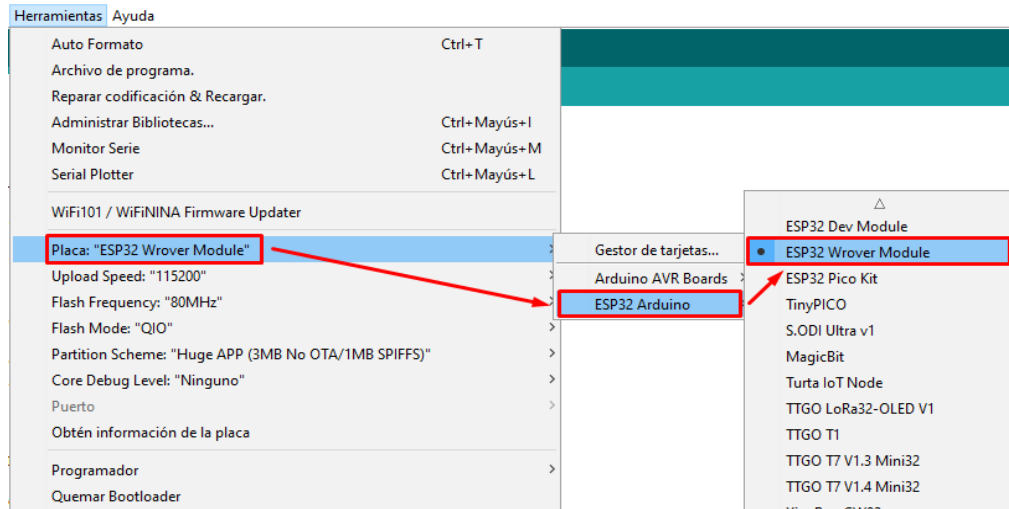 Herramientas Ayuda
Auto Formato Ctrl+T
Archivo de programa.
Reparar codificación & Recargar.
Administrar Bibliotecas... Ctrl+Mayús+I
Monitor Serie Ctrl+Mayús+M
Serial Plotter Ctrl+Mayús+L
WiFi101 / WiFiNINA Firmware Updater
Placa: "ESP32 Wrover Module"
Upload Speed: "115200"
Flash Frequency: "80MHz"
Flash Mode: "QIO"
Partition Scheme: "Huge APP (3MB No OTA/1MB SPIFFS)"
Core Debug Level: "Ninguno"
Puerto
Obtén información de la placa
Programador
Quemar Bootloader
Gestor de tarjetas...
Arduino AVR Boards
ESP32 Arduino
ESP32 Dev Module
ESP32 Wrover Module
ESP32 Pico Kit
TinyPICO
S.ODI Ultra v1
MagicBit
Turta IoT Node
TTGO LoRa32-OLED V1
TTGO T1
TTGO T7 V1.3 Mini32
TTGO T7 V1.4 Mini32